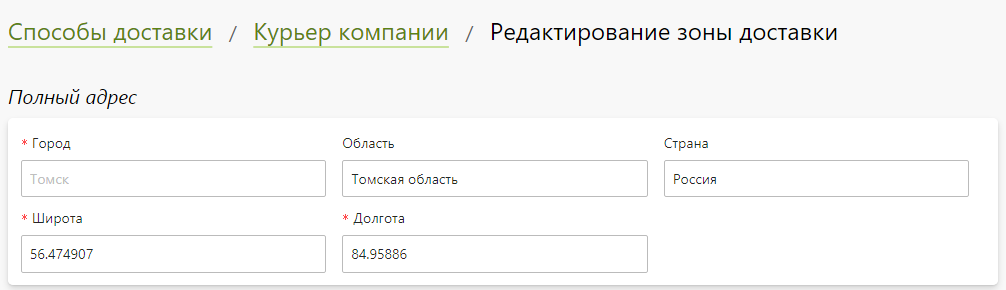 Способы доставки / Курьер компании / Редактирование зоны доставки
Полный адрес
* Город Область Страна
Томск Томская область Россия
* Широта * Долгота
56.474907 84.95886